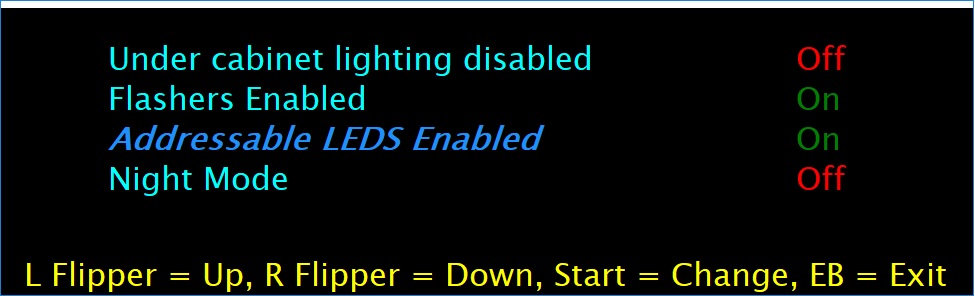 Under cabinet lighting disabled Off
Flashers Enabled On
Addressable LEDS Enabled On
Night Mode Off
L Flipper = Up, R Flipper = Down, Start = Change, EB = Exit